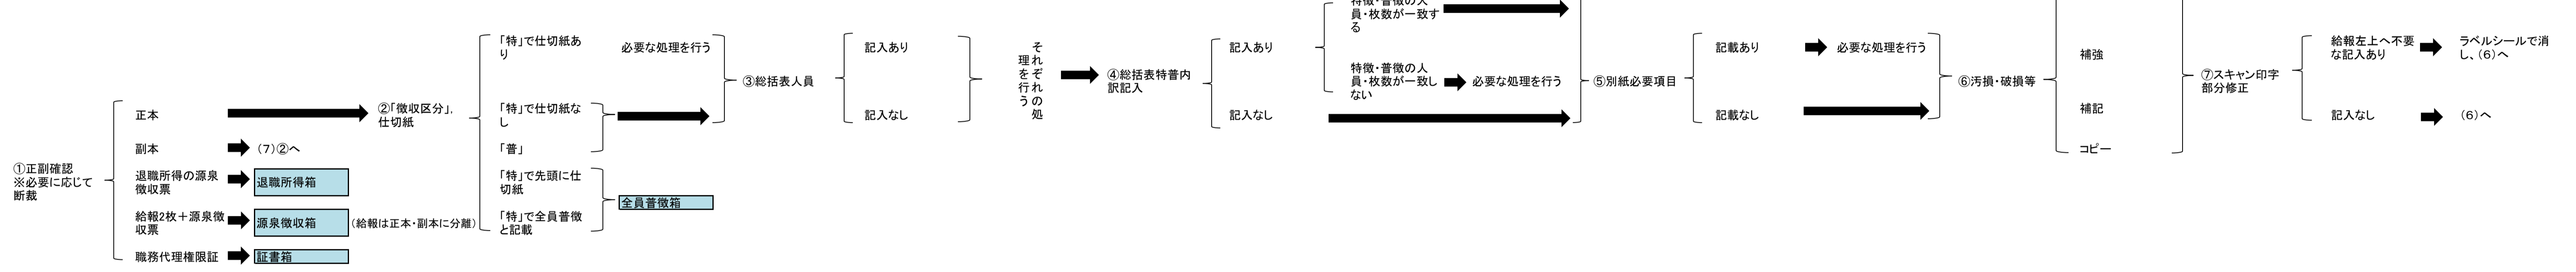 ①正副確認
※必要に応じて
断裁
正本
副本
(7)②へ
退職所得の源泉
徴収票
退職所得箱
給報2枚＋源泉徴
収票
源泉徴収箱
(給報は正本・副本に分離)
職務代理権限証
証書箱
②「徴収区分」,
仕切紙
「特」で仕切紙あ
り
必要な処理を行う
「特」で仕切紙な
し
「普」
「特」で先頭に仕
切紙
「特」で全員普徴
と記載
全員普徴箱
③総括表人員
記入あり
記入なし
それぞれの処
理を行う
④総括表特普内
訳記入
記入あり
特徴・普徴の人
員・枚数が一致す
る
特徴・普徴の人
員・枚数が一致し
ない
必要な処理を行う
記入なし
⑤別紙必要項目
記載あり
必要な処理を行う
記載なし
⑥汚損・破損等
補強
補記
コピー
⑦スキャン印字
部分修正
給報左上へ不要
な記入あり
ラベルシールで消
し、(6)へ
記入なし
(6)へ